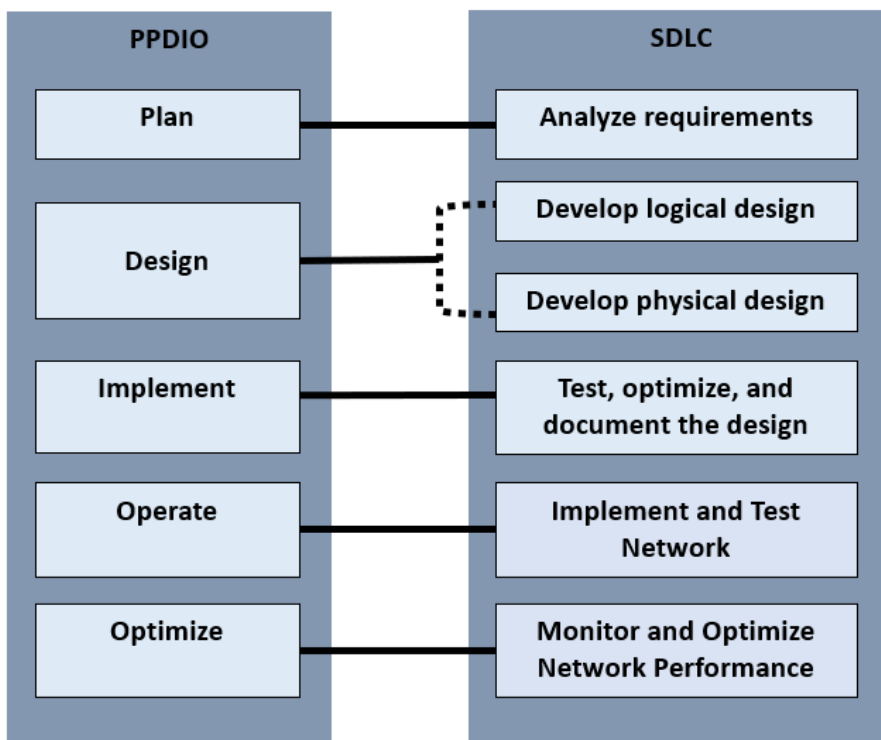 PPDIO
SDLC
Plan
Analyze requirements
Design
Develop logical design
Develop physical design
Implement
Test, optimize, and
document the design
Operate
Implement and Test
Network
Optimize
Monitor and Optimize
Network Performance